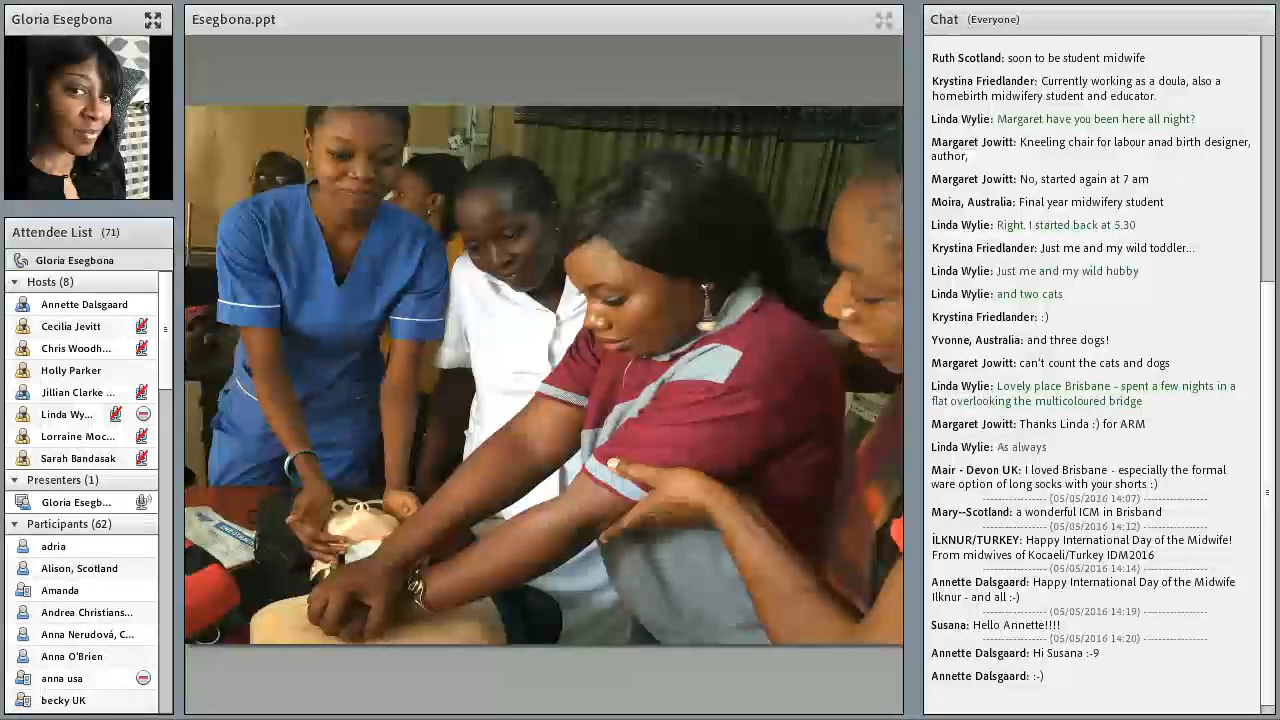 Gloria Esegbona
Attendee List (71)
Gloria Esegbona
Hosts (8)
Annette Dalsgaard
Cecilia Jevitt
Chris Woodh...
Holly Parker
Jillian Clarke ...
Linda Wy...
Lorraine Moc...
Sarah Bandasak
Presenters (1)
Gloria Esegb...
Participants (62)
adria
Alison, Scotland
Amanda
Andrea Christians...
Anna Nerudová, C...
Anna O'Brien
anna usa
becky UK
Esegbona.ppt
Chat (Everyone)
Ruth Scotland: soon to be student midwife
Krystina Friedlander: Currently working as a doula, also a
homebirth midwifery student and educator.
Linda Wylie: Margaret have you been here all night?
Margaret Jowitt: Kneeling chair for labour anad birth designer,
author,
Margaret Jowitt: No, started again at 7 am
Moira, Australia: Final year midwifery student
Linda Wylie: Right. I started back at 5.30
Krystina Friedlander: Just me and my wild toddler...
Linda Wylie: Just me and my wild hubby
Linda Wylie: and two cats
Krystina Friedlander: :)
Yvonne, Australia: and three dogs!
Margaret Jowitt: can't count the cats and dogs
Linda Wylie: Lovely place Brisbane - spent a few nights in a
flat overlooking the multicoloured bridge
Margaret Jowitt: Thanks Linda :) for ARM
Linda Wylie: As always
Mair - Devon UK: I loved Brisbane - especially the formal
ware option of long socks with your shorts :)
(05/05/2016 14:07)
Mary--Scotland: a wonderful ICM in Brisband
(05/05/2016 14:12)
İLKNUR/TURKEY: Happy International Day of the Midwife!
From midwives of Kocaeli/Turkey IDM2016
(05/05/2016 14:14)
Annette Dalsgaard: Happy International Day of the Midwife
Ilknur - and all :-)
(05/05/2016 14:19)
Susana: Hello Annette!!!!
(05/05/2016 14:20)
Annette Dalsgaard: Hi Susana :-9
Annette Dalsgaard: :-)